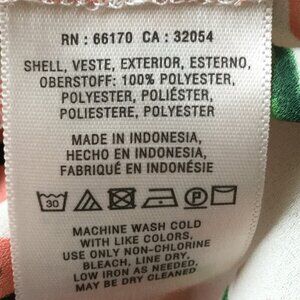 RN : 66170 CA : 32054
SHELL, VESTE, EXTERIOR, ESTERNO,
OBERSTOFF: 100% POLYESTER,
POLYESTER, POLIÉSTER,
POLIESTERE, POLYESTER
MADE IN INDONESIA,
HECHO EN INDONESIA,
FABRIQUÉ EN INDONÉSIE
30 P
MACHINE WASH COLD
WITH LIKE COLORS,
USE ONLY NON-CHLORINE
BLEACH, LINE DRY,
LOW IRON AS NEEDED,
MAY BE DRY CLEANED